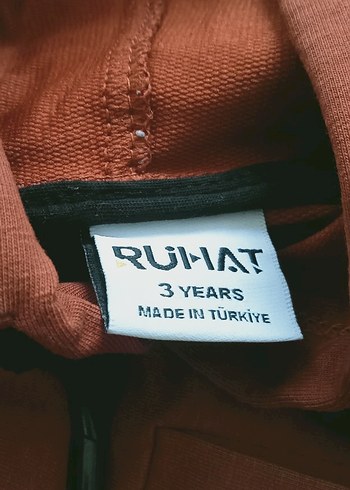 RUHAT
3 YEARS
MADE IN TÜRKİYE